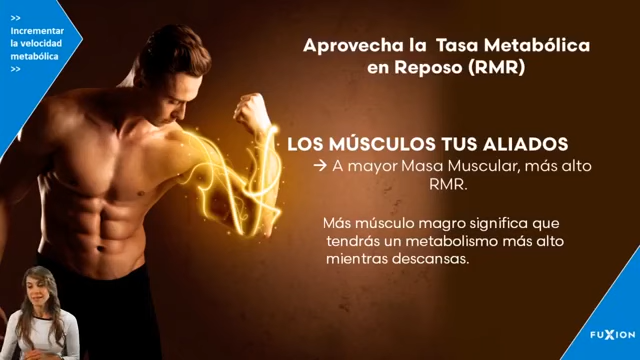 >>
Incrementar
la velocidad
metabólica
>>
Aprovecha la Tasa Metabólica
en Reposo (RMR)
LOS MÚSCULOS TUS ALIADOS
→ A mayor Masa Muscular, más alto
RMR.
Más músculo magro significa que
tendrás un metabolismo más alto
mientras descansas.
FUXION